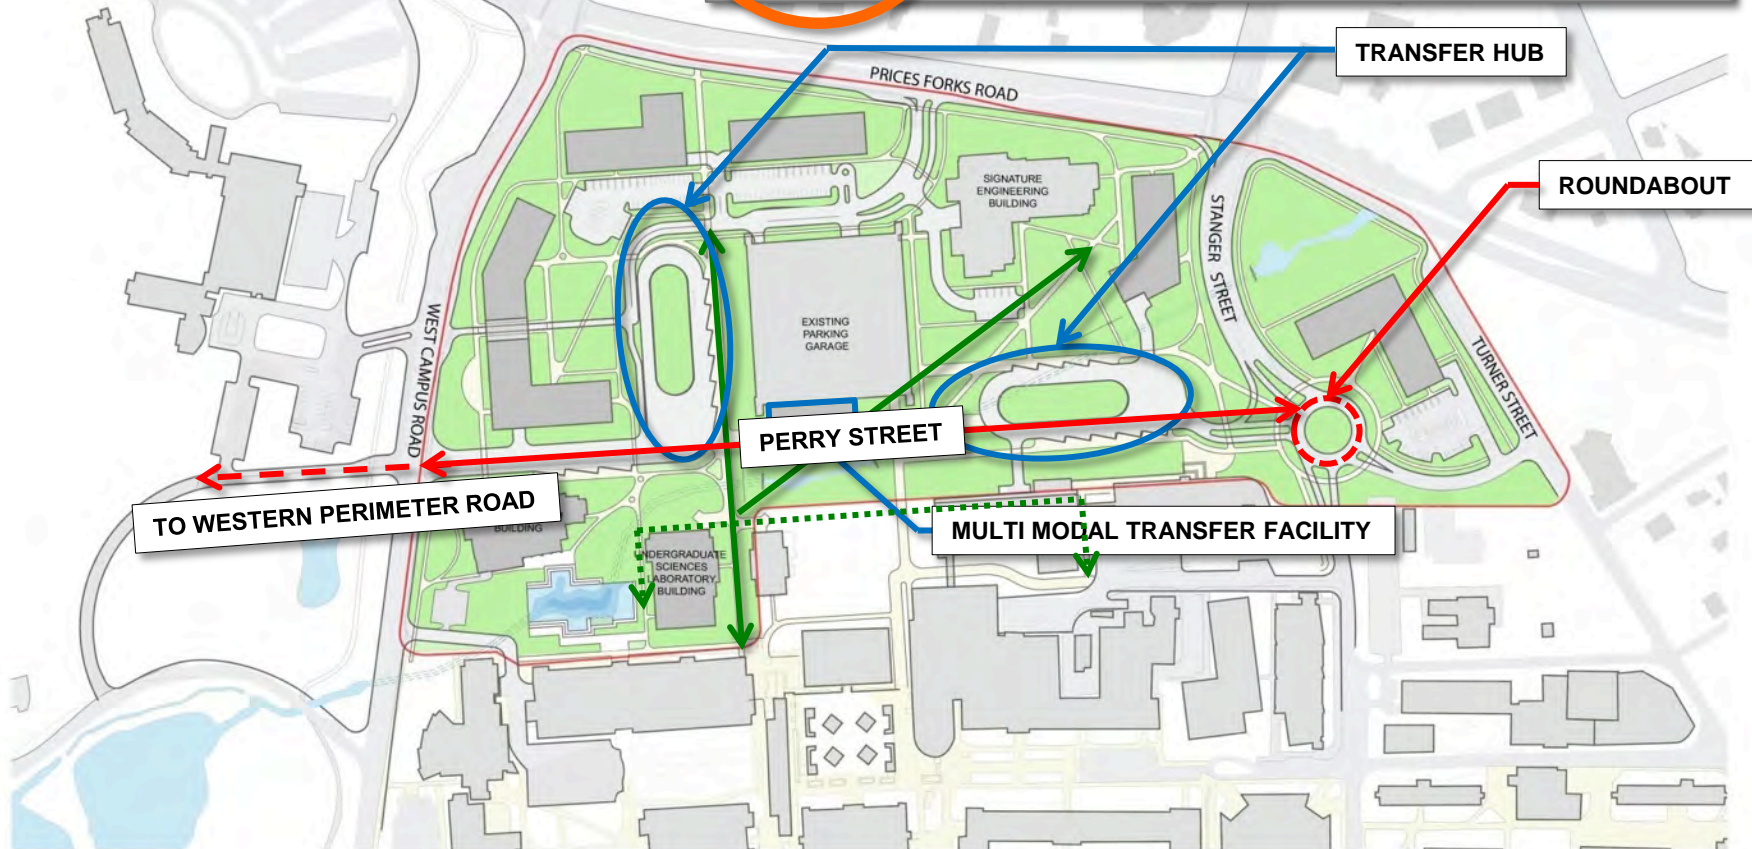 TRANSFER HUB
PRICES FORKS ROAD
ROUNDABOUT
SIGNATURE
ENGINEERING
BUILDING
STANGER STREET
EXISTING
PARKING
GARAGE
WEST CAMPUS ROAD
TURNER STREET
PERRY STREET
TO WESTERN PERIMETER ROAD
BUILDING
MULTI MODAL TRANSFER FACILITY
UNDERGRADUATE
SCIENCES
LABORATORY
BUILDING